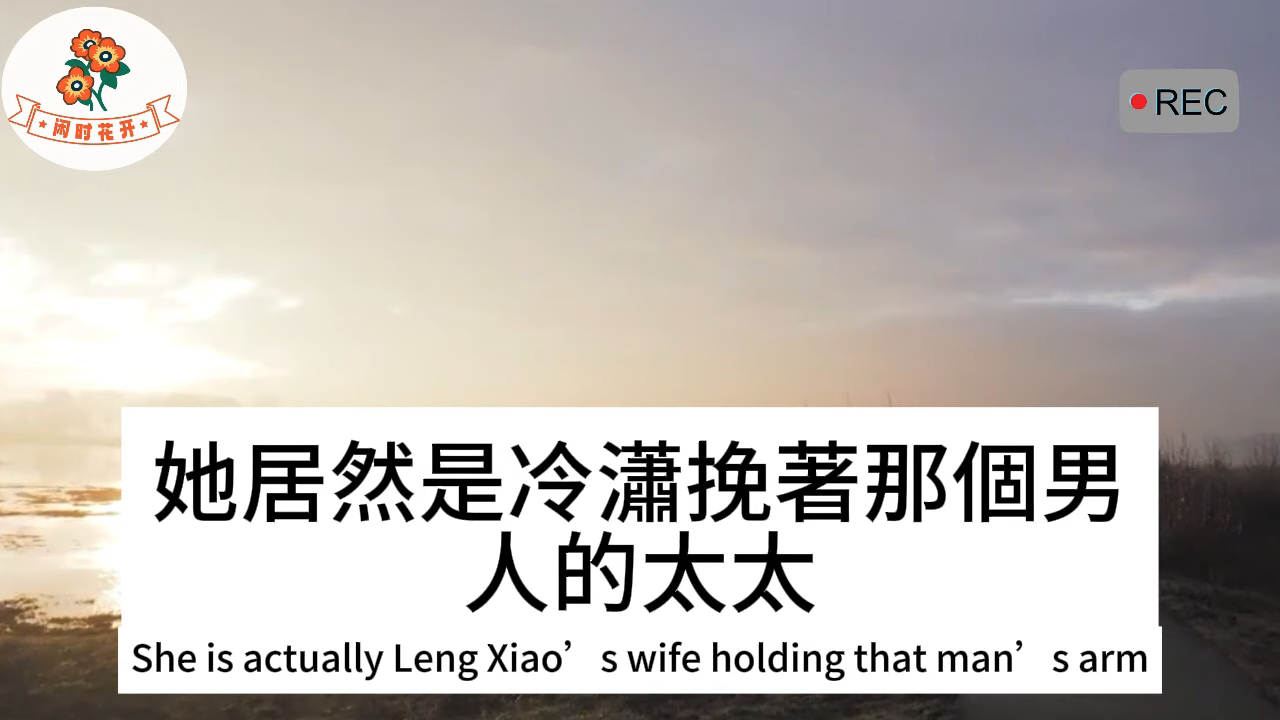 闲时花开
REC
她居然是冷瀟挽著那個男
人的太太
She is actually Leng Xiao’s wife holding that man’s arm